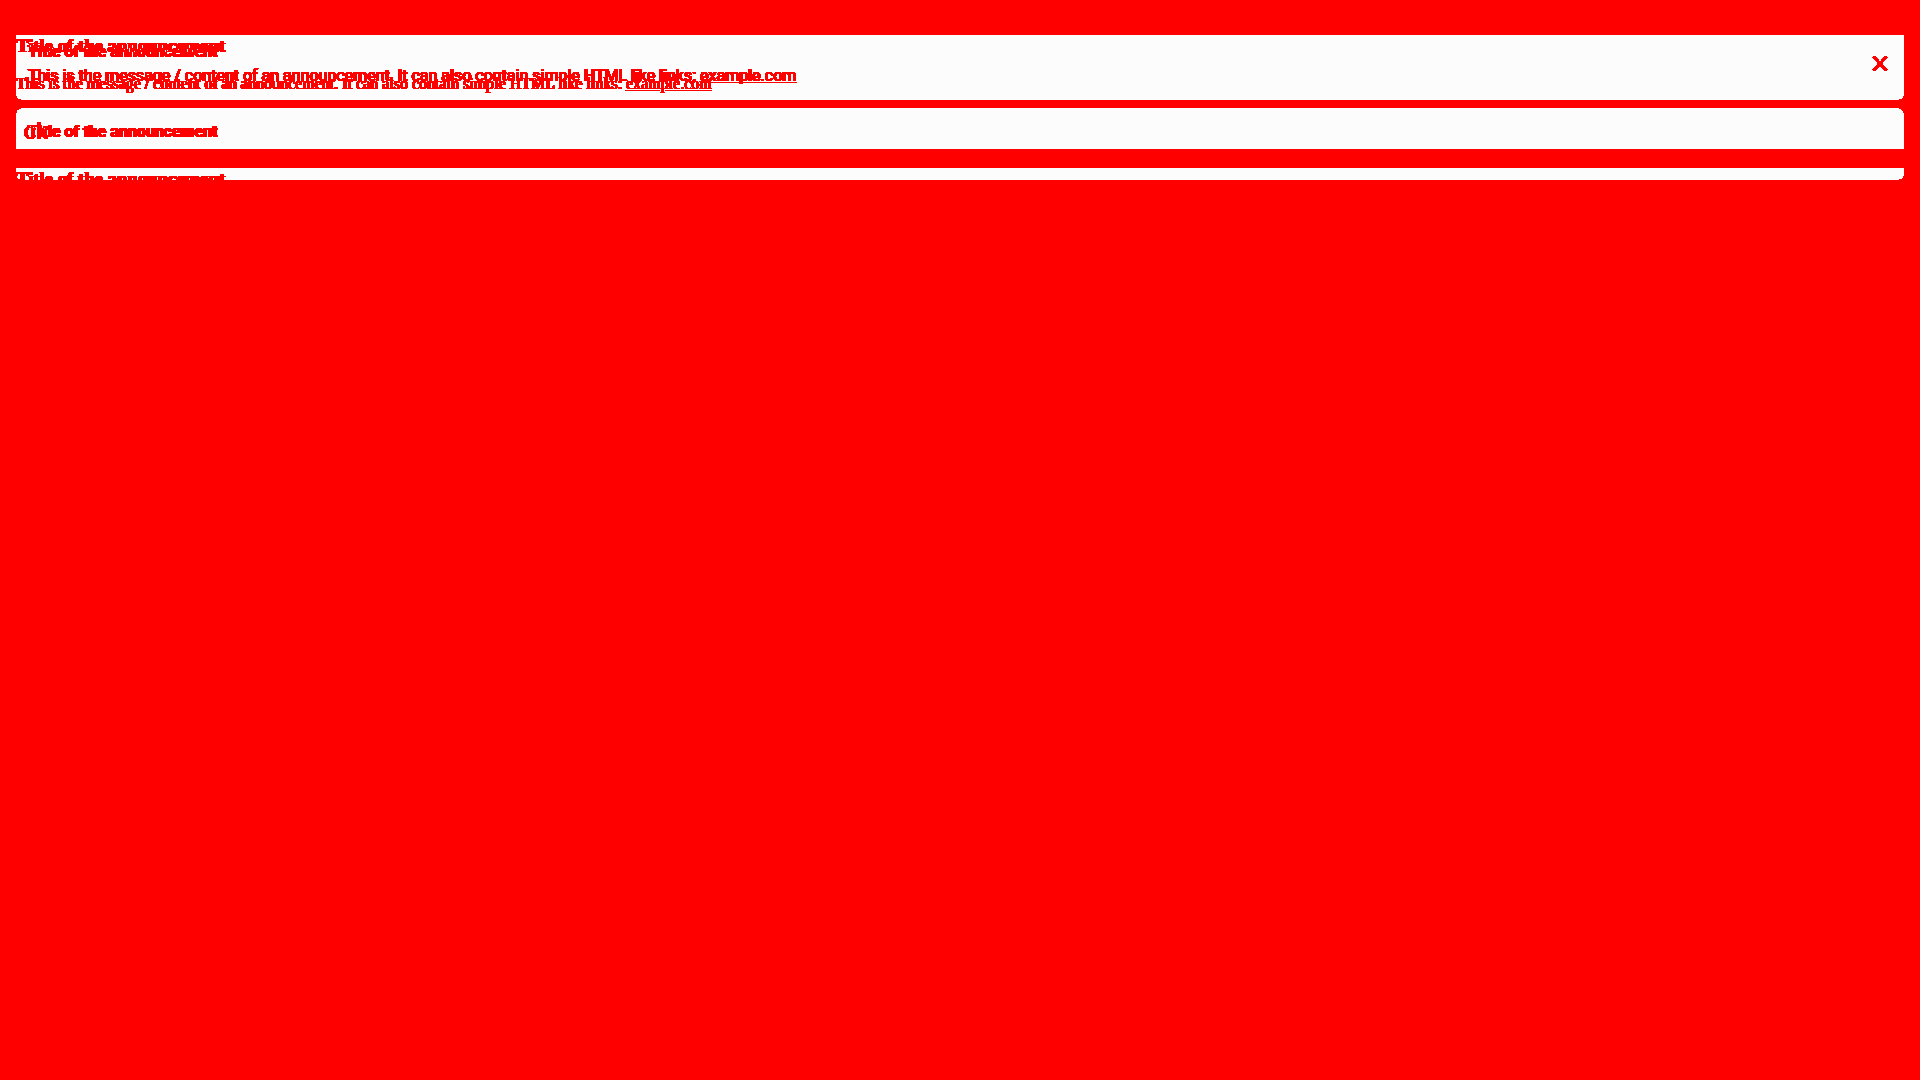 Title of the announcement
Title of the announcement
This is the message / content of an announcement. It can also contain simple HTML like links: example.com
×
This is the message / content of an announcement. It can also contain simple HTML like links: example.com
Title of the announcement
Title of the announcement